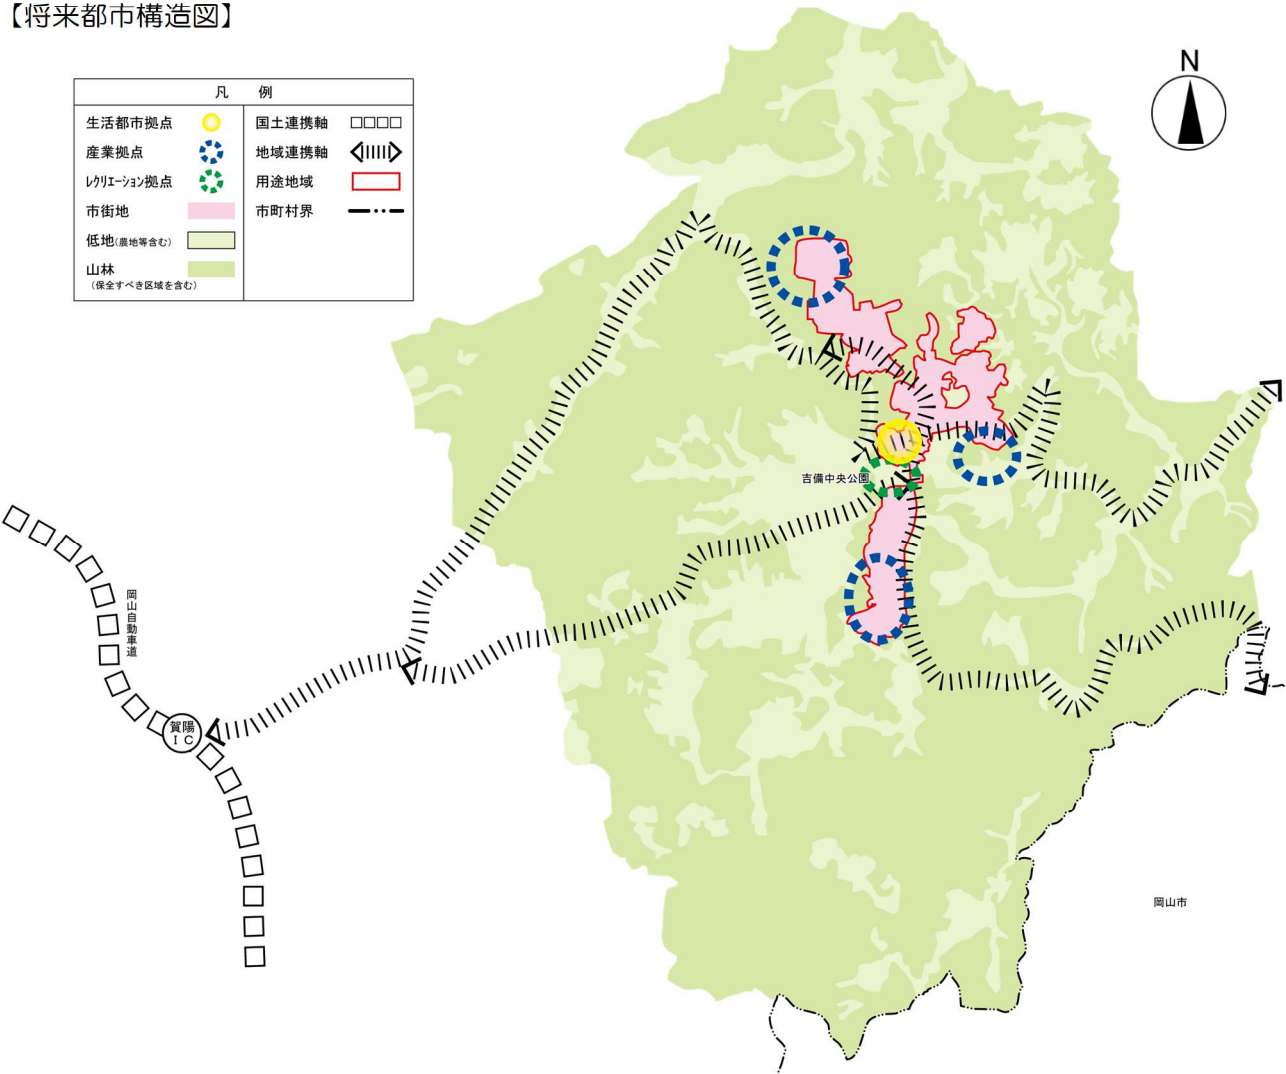 【将来都市構造図】
凡 例
生活都市拠点
産業拠点
ﾚｸﾘｴｰｼｮﾝ拠点
市街地
低地(農地等含む)
山林
(保全すべき区域を含む)
国土連携軸
地域連携軸
用途地域
市町村界
N
吉備中央公園
岡山自動車道
賀陽
IC
岡山市